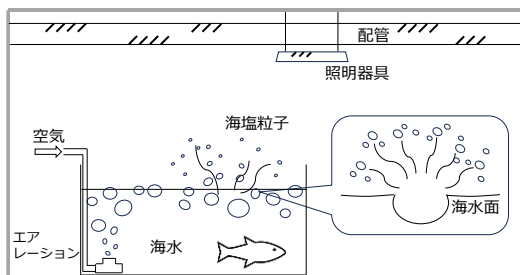 配管
照明器具
海塩粒子
空気
海水面
エア
レーション
海水